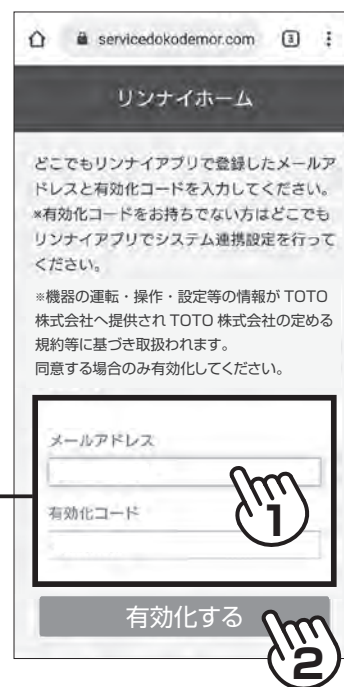 servicedokodemor.com 3
リンナイホーム
どこでもリンナイアプリで登録したメールア
ドレスと有効化コードを入力してください。
※有効化コードをお持ちでない方はどこでも
リンナイアプリでシステム連携設定を行って
ください。
※機器の運転・操作・設定等の情報が TOTO
株式会社へ提供され TOTO 株式会社の定める
規約等に基づき取扱われます。
同意する場合のみ有効化してください。
メールアドレス
1
有効化コード
有効化する
2